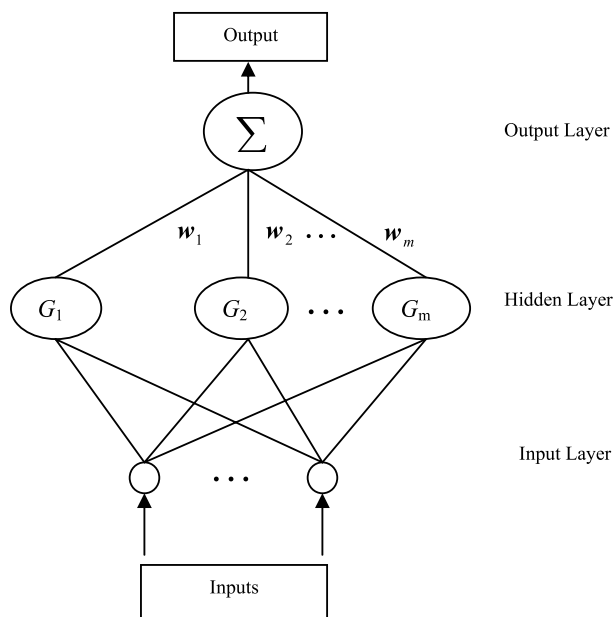 Output
Σ
Output Layer
w1 w2 ... wm
G1 G2 ... Gm
Hidden Layer
Input Layer
...
Inputs